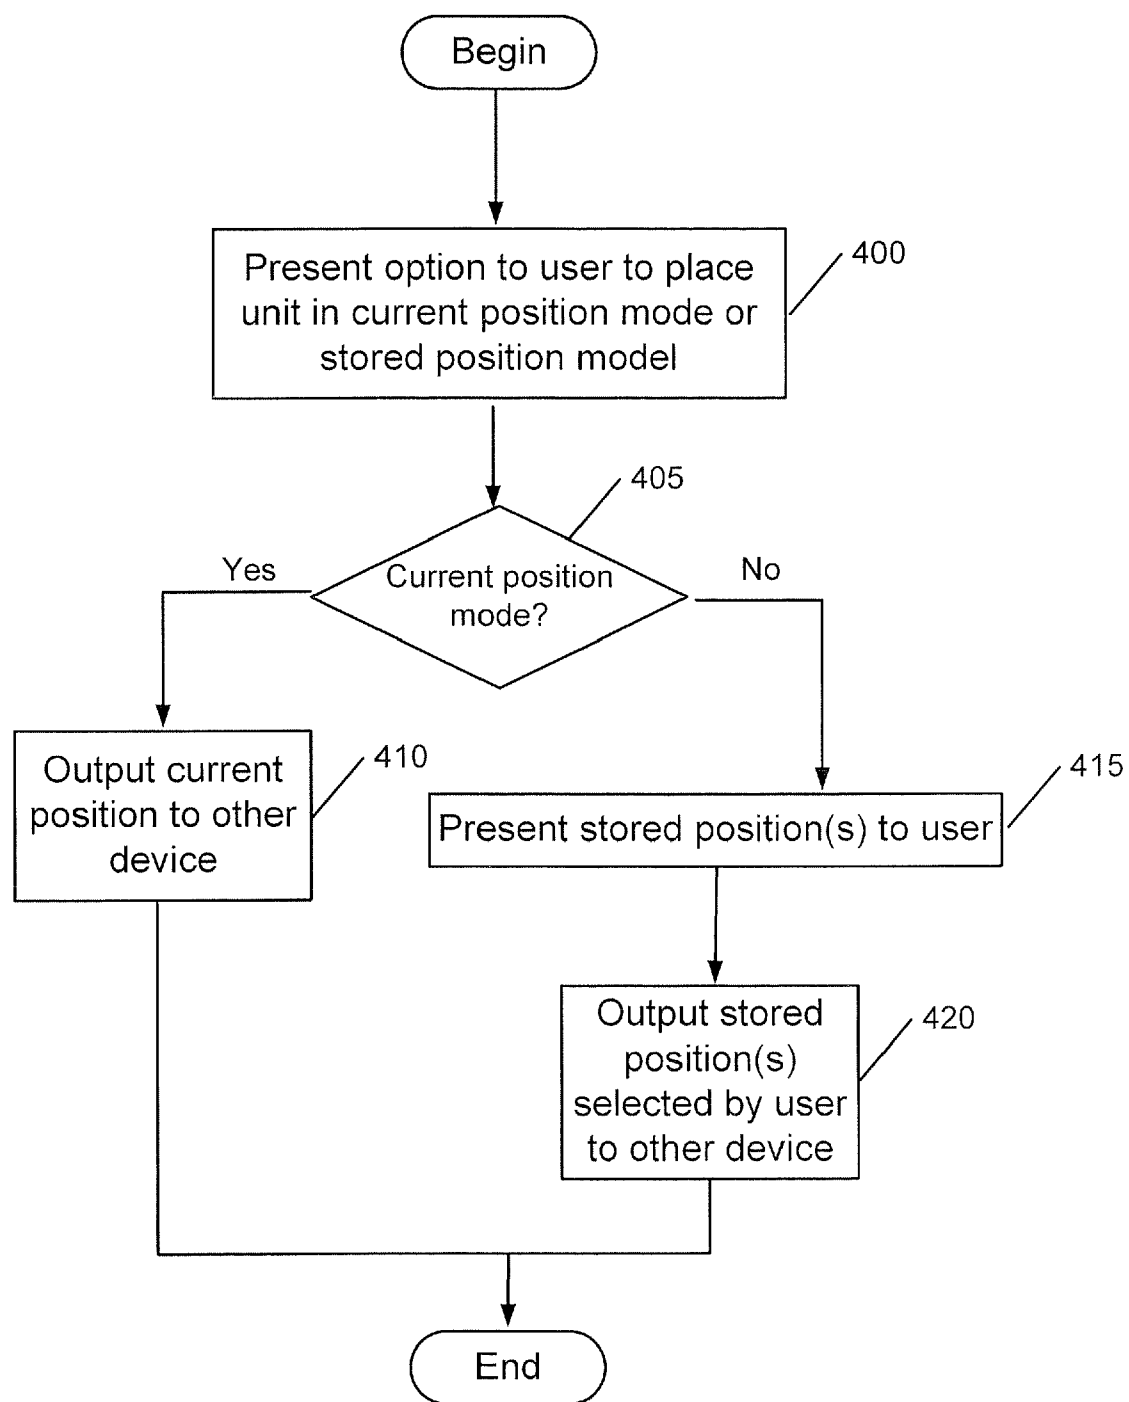 Begin
Present option to user to place
unit in current position mode or
stored position model
400
405
Current position
mode?
Yes
No
Output current
position to other
device
410
Present stored position(s) to user
415
Output stored
position(s)
selected by user
to other device
420
End